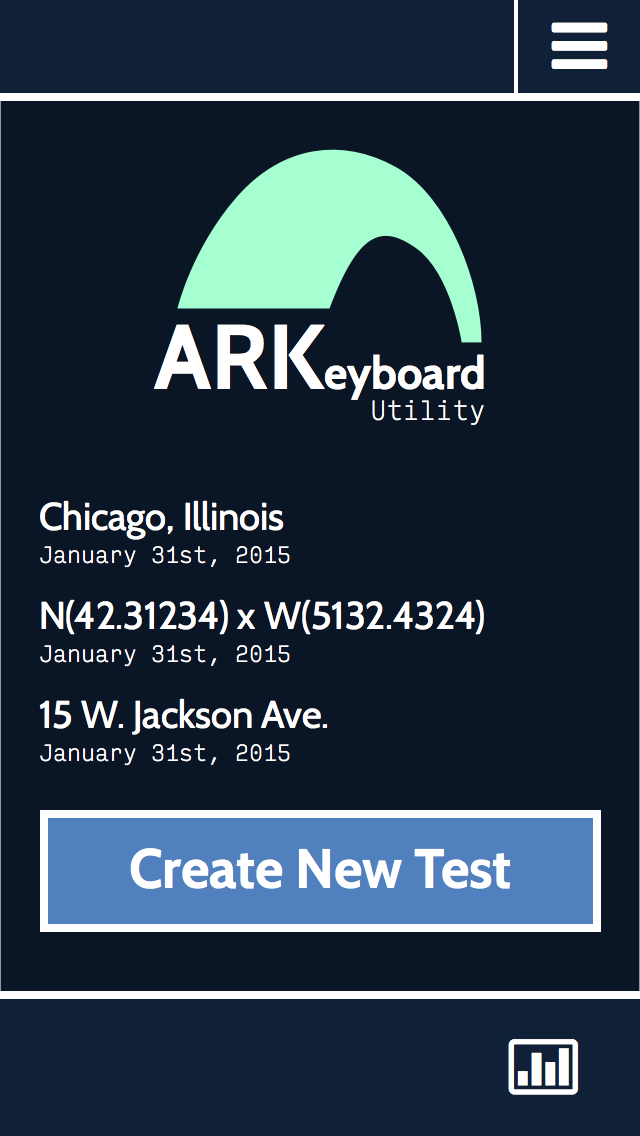 ARKeyboard
Utility
Chicago, Illinois
January 31st, 2015
N(42.31234) x W(5132.4324)
January 31st, 2015
15 W. Jackson Ave.
January 31st, 2015
Create New Test